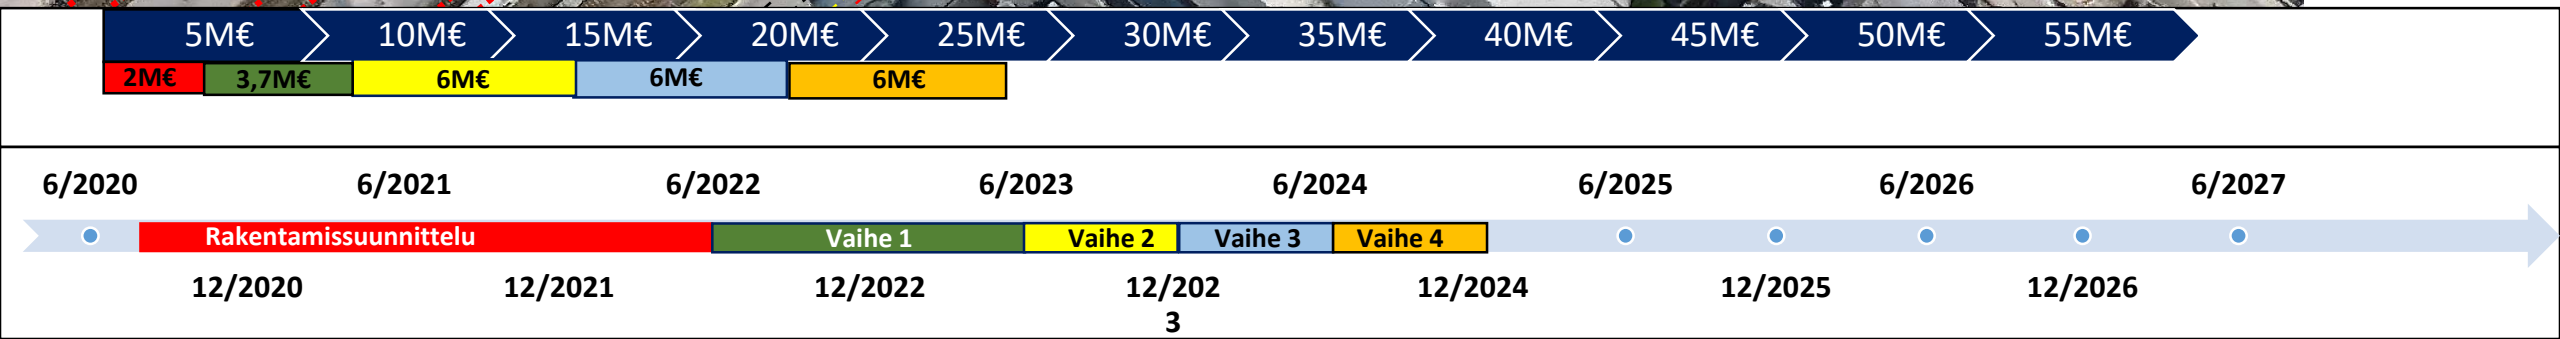 5M€ 10M€ 15M€ 20M€ 25M€ 30M€ 35M€ 40M€ 45M€ 50M€ 55M€
2M€ 3,7M€ 6M€ 6M€ 6M€
6/2020 6/2021 6/2022 6/2023 6/2024 6/2025 6/2026 6/2027
Rakentamissuunnittelu Vaihe 1 Vaihe 2 Vaihe 3 Vaihe 4
12/2020 12/2021 12/2022 12/202 12/2024 12/2025 12/2026
3